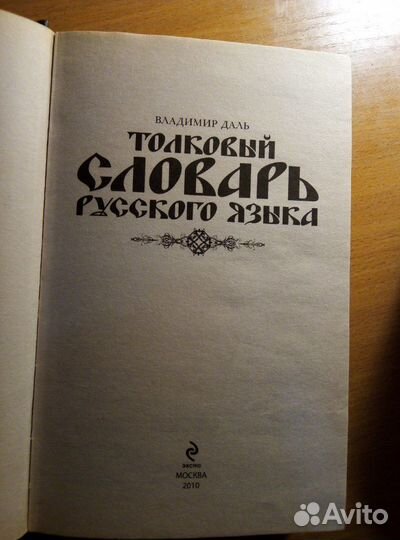 ВЛАДИМИР ДАЛЬ
ТОЛКОВЫЙ
СЛОВАРЬ
РУССКОГО ЯЗЫКА
ЭКСМО
МОСКВА
2010
Avito